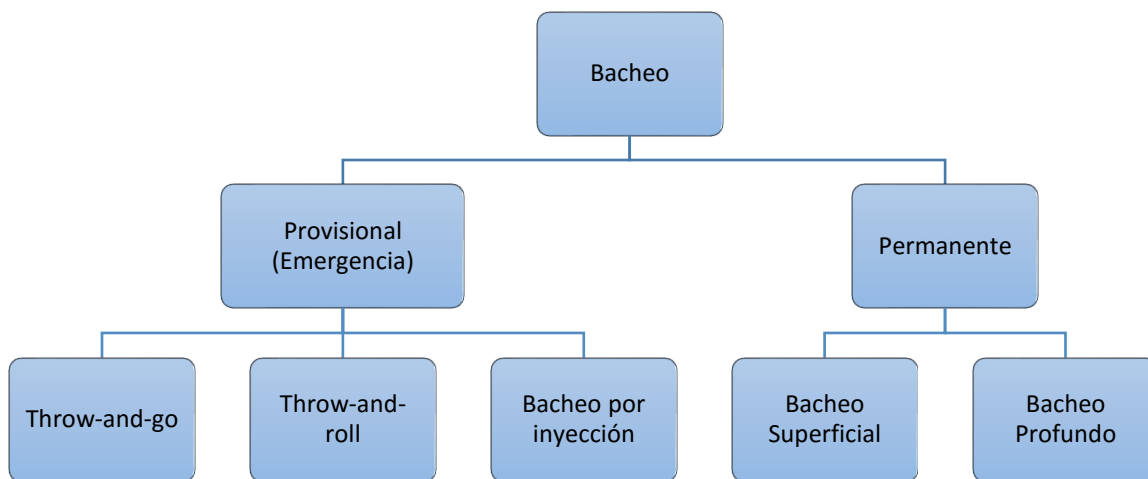 Bacheo
Provisional
(Emergencia)
Permanente
Throw-and-go
Throw-and-
roll
Bacheo por
inyección
Bacheo
Superficial
Bacheo
Profundo